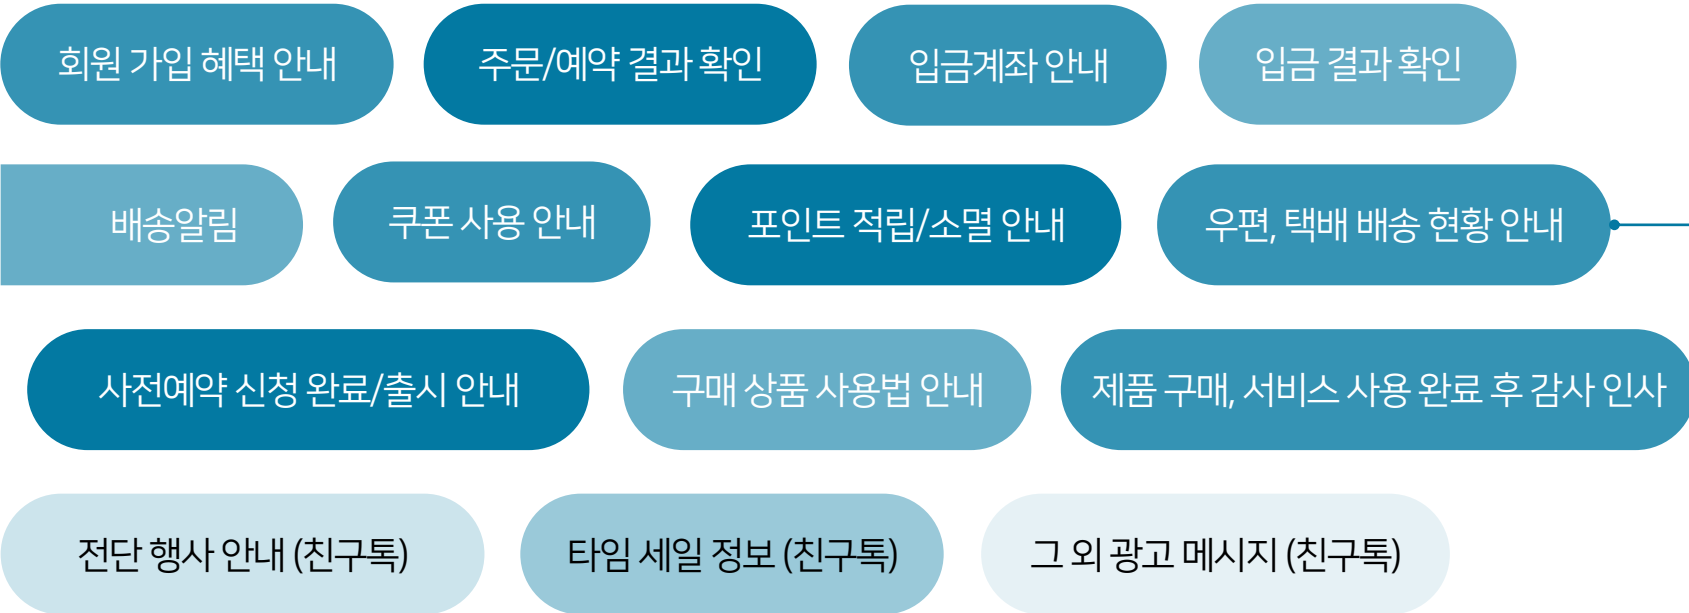 회원 가입 혜택 안내
주문/예약 결과 확인
입금계좌 안내
입금 결과 확인
배송알림
쿠폰 사용 안내
포인트 적립/소멸 안내
우편, 택배 배송 현황 안내
사전예약 신청 완료/출시 안내
구매 상품 사용법 안내
제품 구매, 서비스 사용 완료 후 감사 인사
전단 행사 안내 (친구톡)
타임 세일 정보 (친구톡)
그 외 광고 메시지 (친구톡)